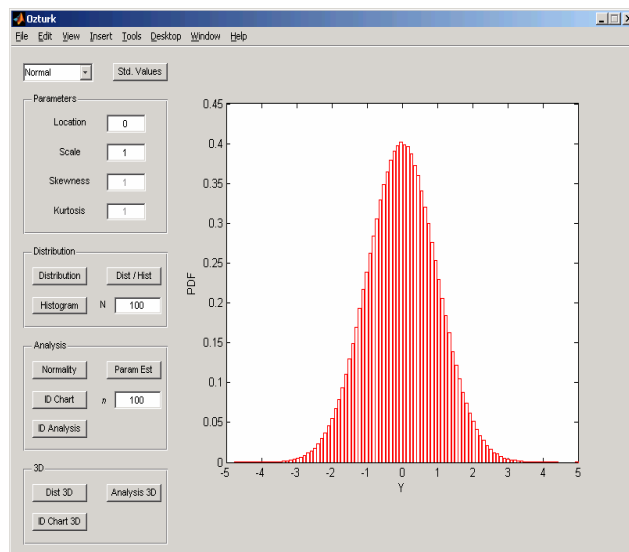 Ozturk
File Edit View Insert Tools Desktop Window Help
Normal Std. Values
Parameters
Location 0
Scale 1
Skewness 1
Kurtosis 1
Distribution
Distribution Dist / Hist
Histogram N 100
Analysis
Normality Param Est
ID Chart n 100
ID Analysis
3D
Dist 3D Analysis 3D
ID Chart 3D
0.45
0.4
0.35
0.3
0.25
0.2
0.15
0.1
0.05
0
PDF
-5 -4 -3 -2 -1 0 1 2 3 4 5
Y